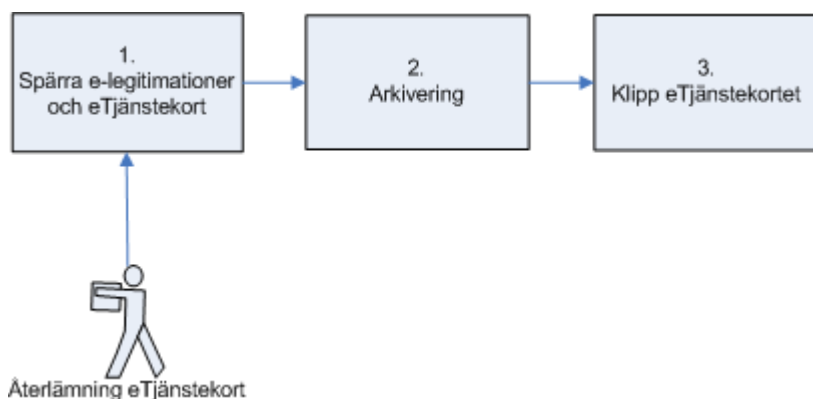 1.
Spärra e-legitimationer
och eTjänstekort
2.
Arkivering
3.
Klipp eTjänstekortet
Återlämning eTjänstekort